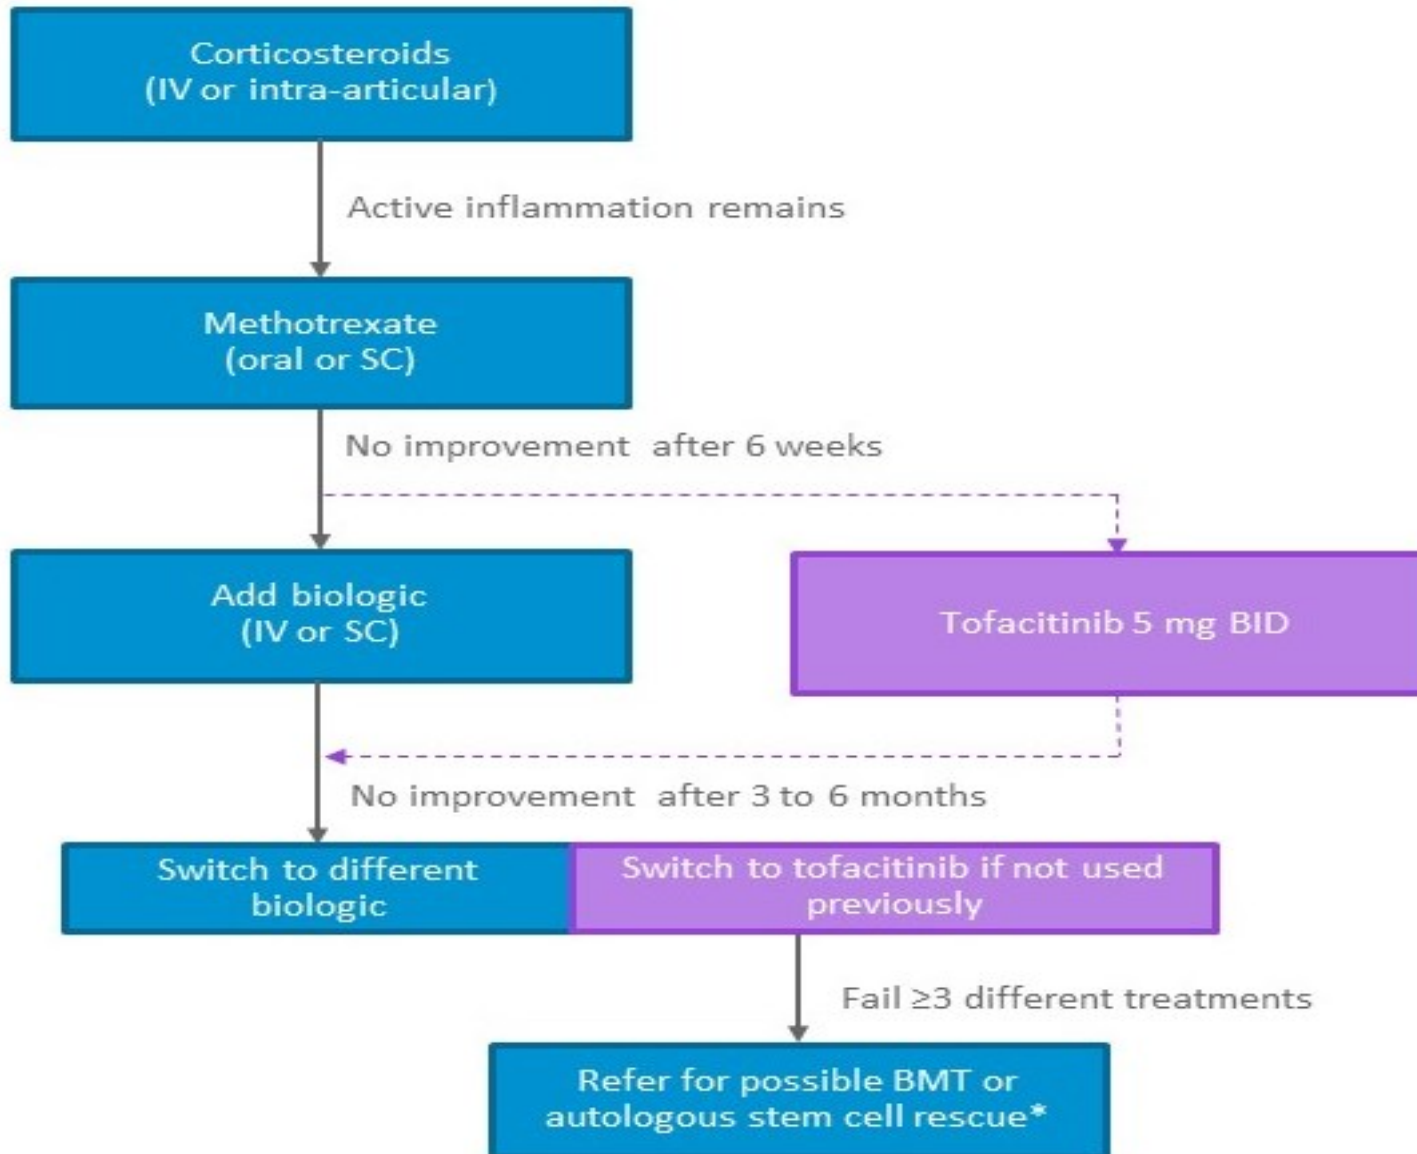 Corticosteroids
(IV or intra-articular)
Active inflammation remains
Methotrexate
(oral or SC)
No improvement after 6 weeks
Add biologic
(IV or SC)
Tofacitinib 5 mg BID
No improvement after 3 to 6 months
Switch to different
biologic
Switch to tofacitinib if not used
previously
Fail ≥3 different treatments
Refer for possible BMT or
autologous stem cell rescue*